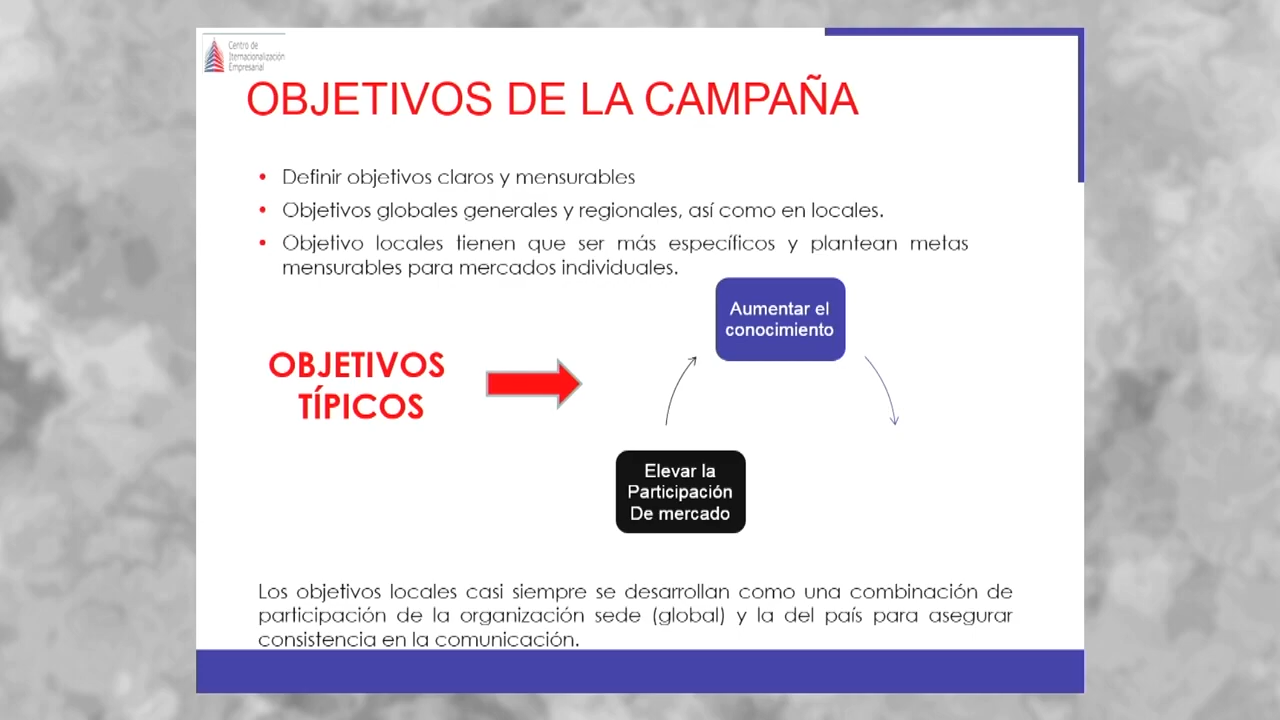 Centro de
Iternacionalización
Empresarial
OBJETIVOS DE LA CAMPAÑA
• Definir objetivos claros y mensurables
• Objetivos globales generales y regionales, así como en locales.
• Objetivo locales tienen que ser más específicos y plantean metas
mensurables para mercados individuales.
Aumentar el
conocimiento
OBJETIVOS
TÍPICOS
Elevar la
Participación
De mercado
Los objetivos locales casi siempre se desarrollan como una combinación de
participación de la organización sede (global) y la del país para asegurar
consistencia en la comunicación.